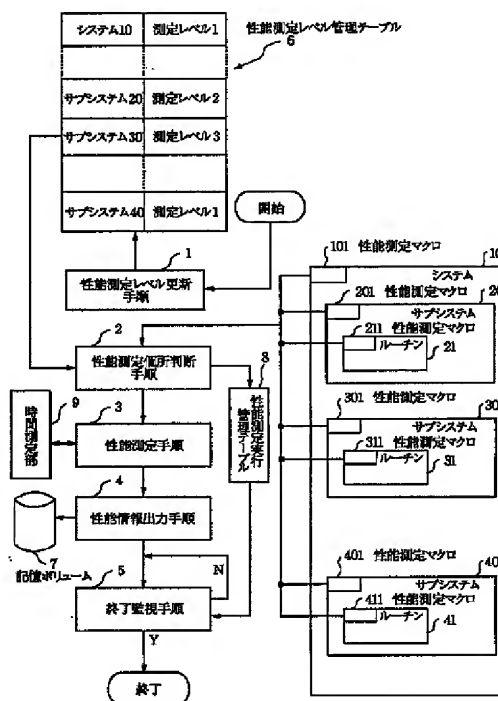 システム10 測定レベル1
性能測定レベル管理テーブル
6
サブシステム20 測定レベル2
サブシステム30 測定レベル3
サブシステム40 測定レベル1
開始
1
性能測定レベル更新
手順
2
性能測定個所判断
手順
8
性能測定実行
管理テーブル
9
時間測定部
3
性能測定手順
4
性能情報出力手順
7
記憶ボリューム
5
N
終了監視手順
Y
終了
101 性能測定マクロ
10
システム
201 性能測定マクロ
20
サブシステム
211 性能測定マクロ
ルーチン
21
301 性能測定マクロ
30
サブシステム
311 性能測定マクロ
ルーチン
31
401 性能測定マクロ
40
サブシステム
411 性能測定マクロ
ルーチン
41